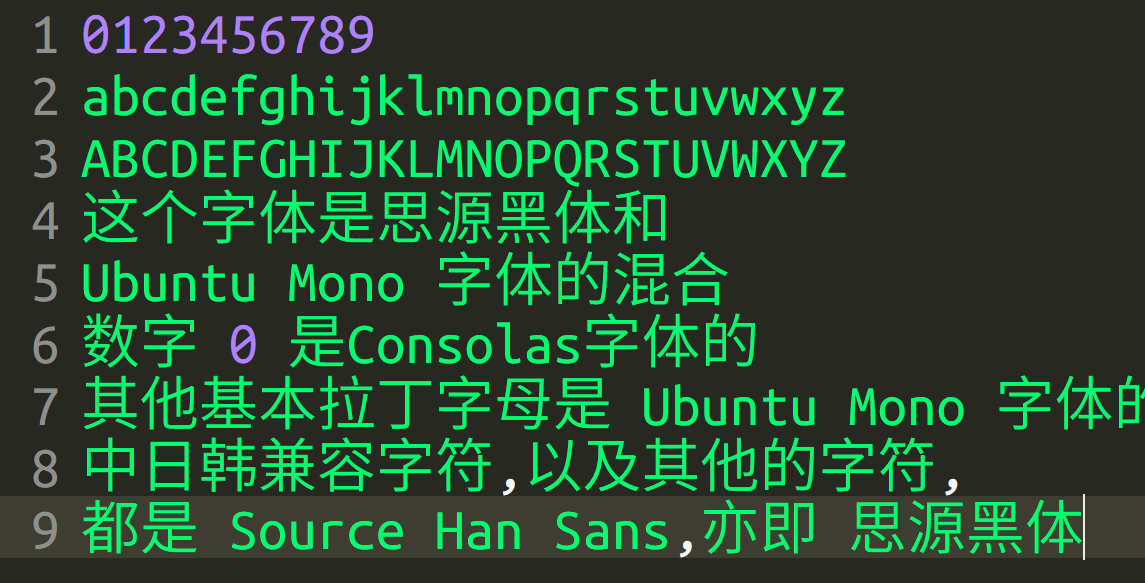 1 0123456789
2 abcdefghijklmnopqrstuvwxyz
3 ABCDEFGHIJKLMNOPQRSTUVWXYZ
4 这个字体是思源黑体和
5 Ubuntu Mono 字体的混合
6 数字 0 是Consolas字体的
7 其他基本拉丁字母是 Ubuntu Mono 字体的
8 中日韩兼容字符,以及其他的字符,
9 都是 Source Han Sans,亦即 思源黑体